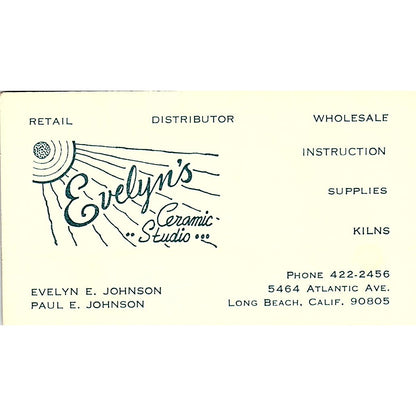 RETAIL DISTRIBUTOR WHOLESALE
INSTRUCTION
SUPPLIES
KILNS
Evelyn's
Ceramic
Studio
PHONE 422-2456
5464 ATLANTIC AVE.
LONG BEACH, CALIF. 90805
EVELYN E. JOHNSON
PAUL E. JOHNSON